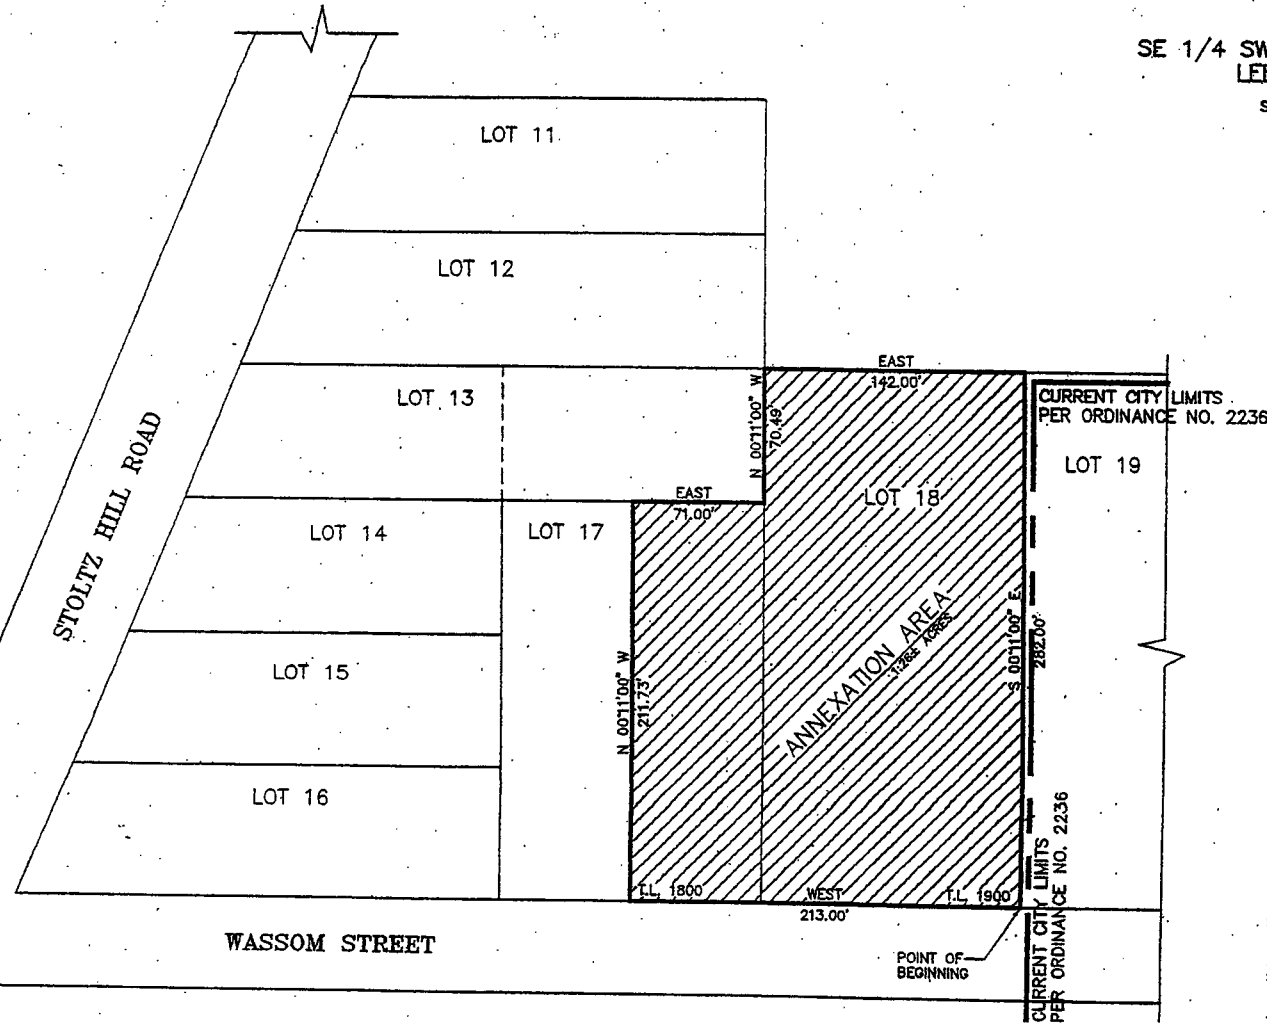 SE 1/4 SW
LOT 11
LOT 12
EAST
142.00'
CURRENT CITY LIMITS
PER ORDINANCE NO. 2236
LOT 13
N 00°11'00" W
70.49'
LOT 19
STOLTZ HILL ROAD
EAST
71.00'
LOT 18
LOT 14
LOT 17
ANNEXATION AREA
ACRES
S 00°11'00" E
282.00'
LOT 15
N 00°11'00" W
211.73'
LOT 16
T.L. 1800
WEST
213.00'
T.L. 1900
CURRENT CITY LIMITS
PER ORDINANCE NO. 2236
WASSOM STREET
POINT OF
BEGINNING